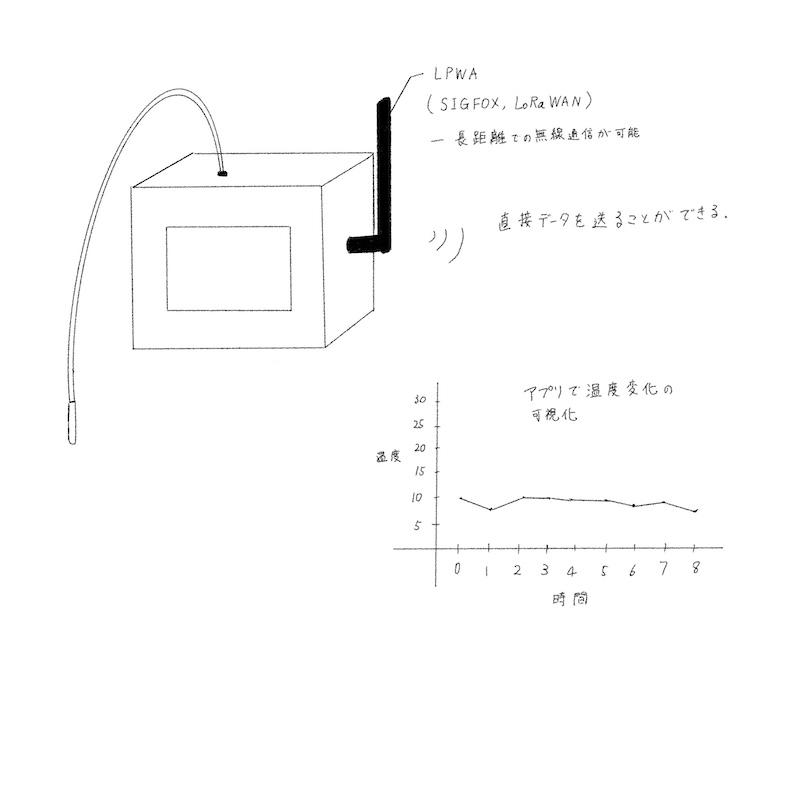 LPWA
(SIGFOX, LoRaWAN)
― 長距離での無線通信が可能
直接データを送ることができる.
アプリで温度変化の
可視化
30
25
20
温度
15
10
5
0 1 2 3 4 5 6 7 8
時間